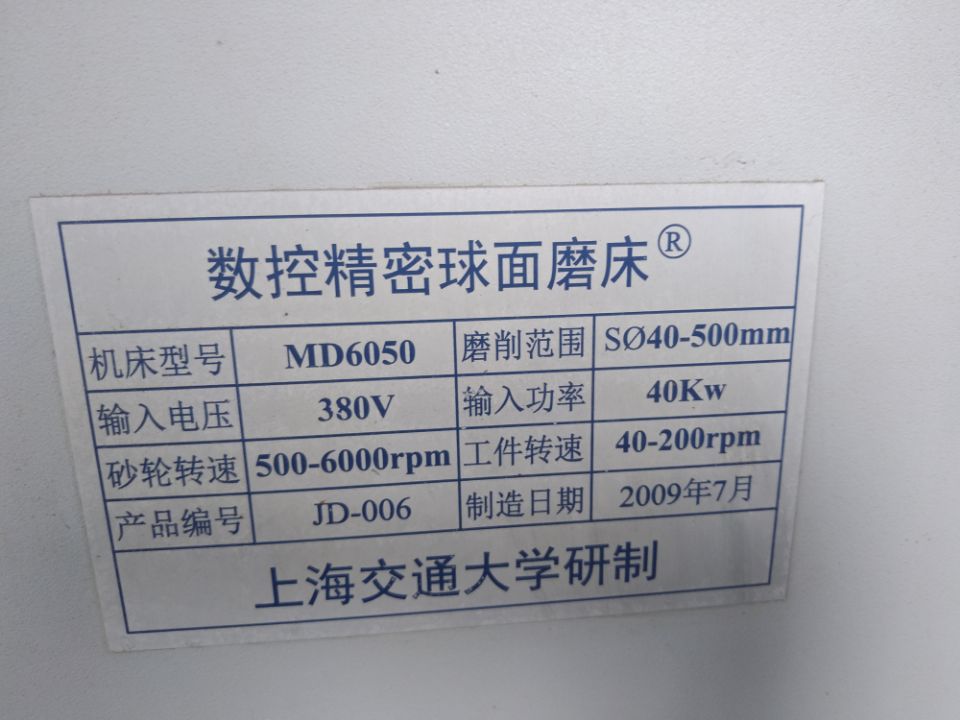 数控精密球面磨床®
机床型号 MD6050 磨削范围 SØ40-500mm
输入电压 380V 输入功率 40Kw
砂轮转速 500-6000rpm 工件转速 40-200rpm
产品编号 JD-006 制造日期 2009年7月
上海交通大学研制